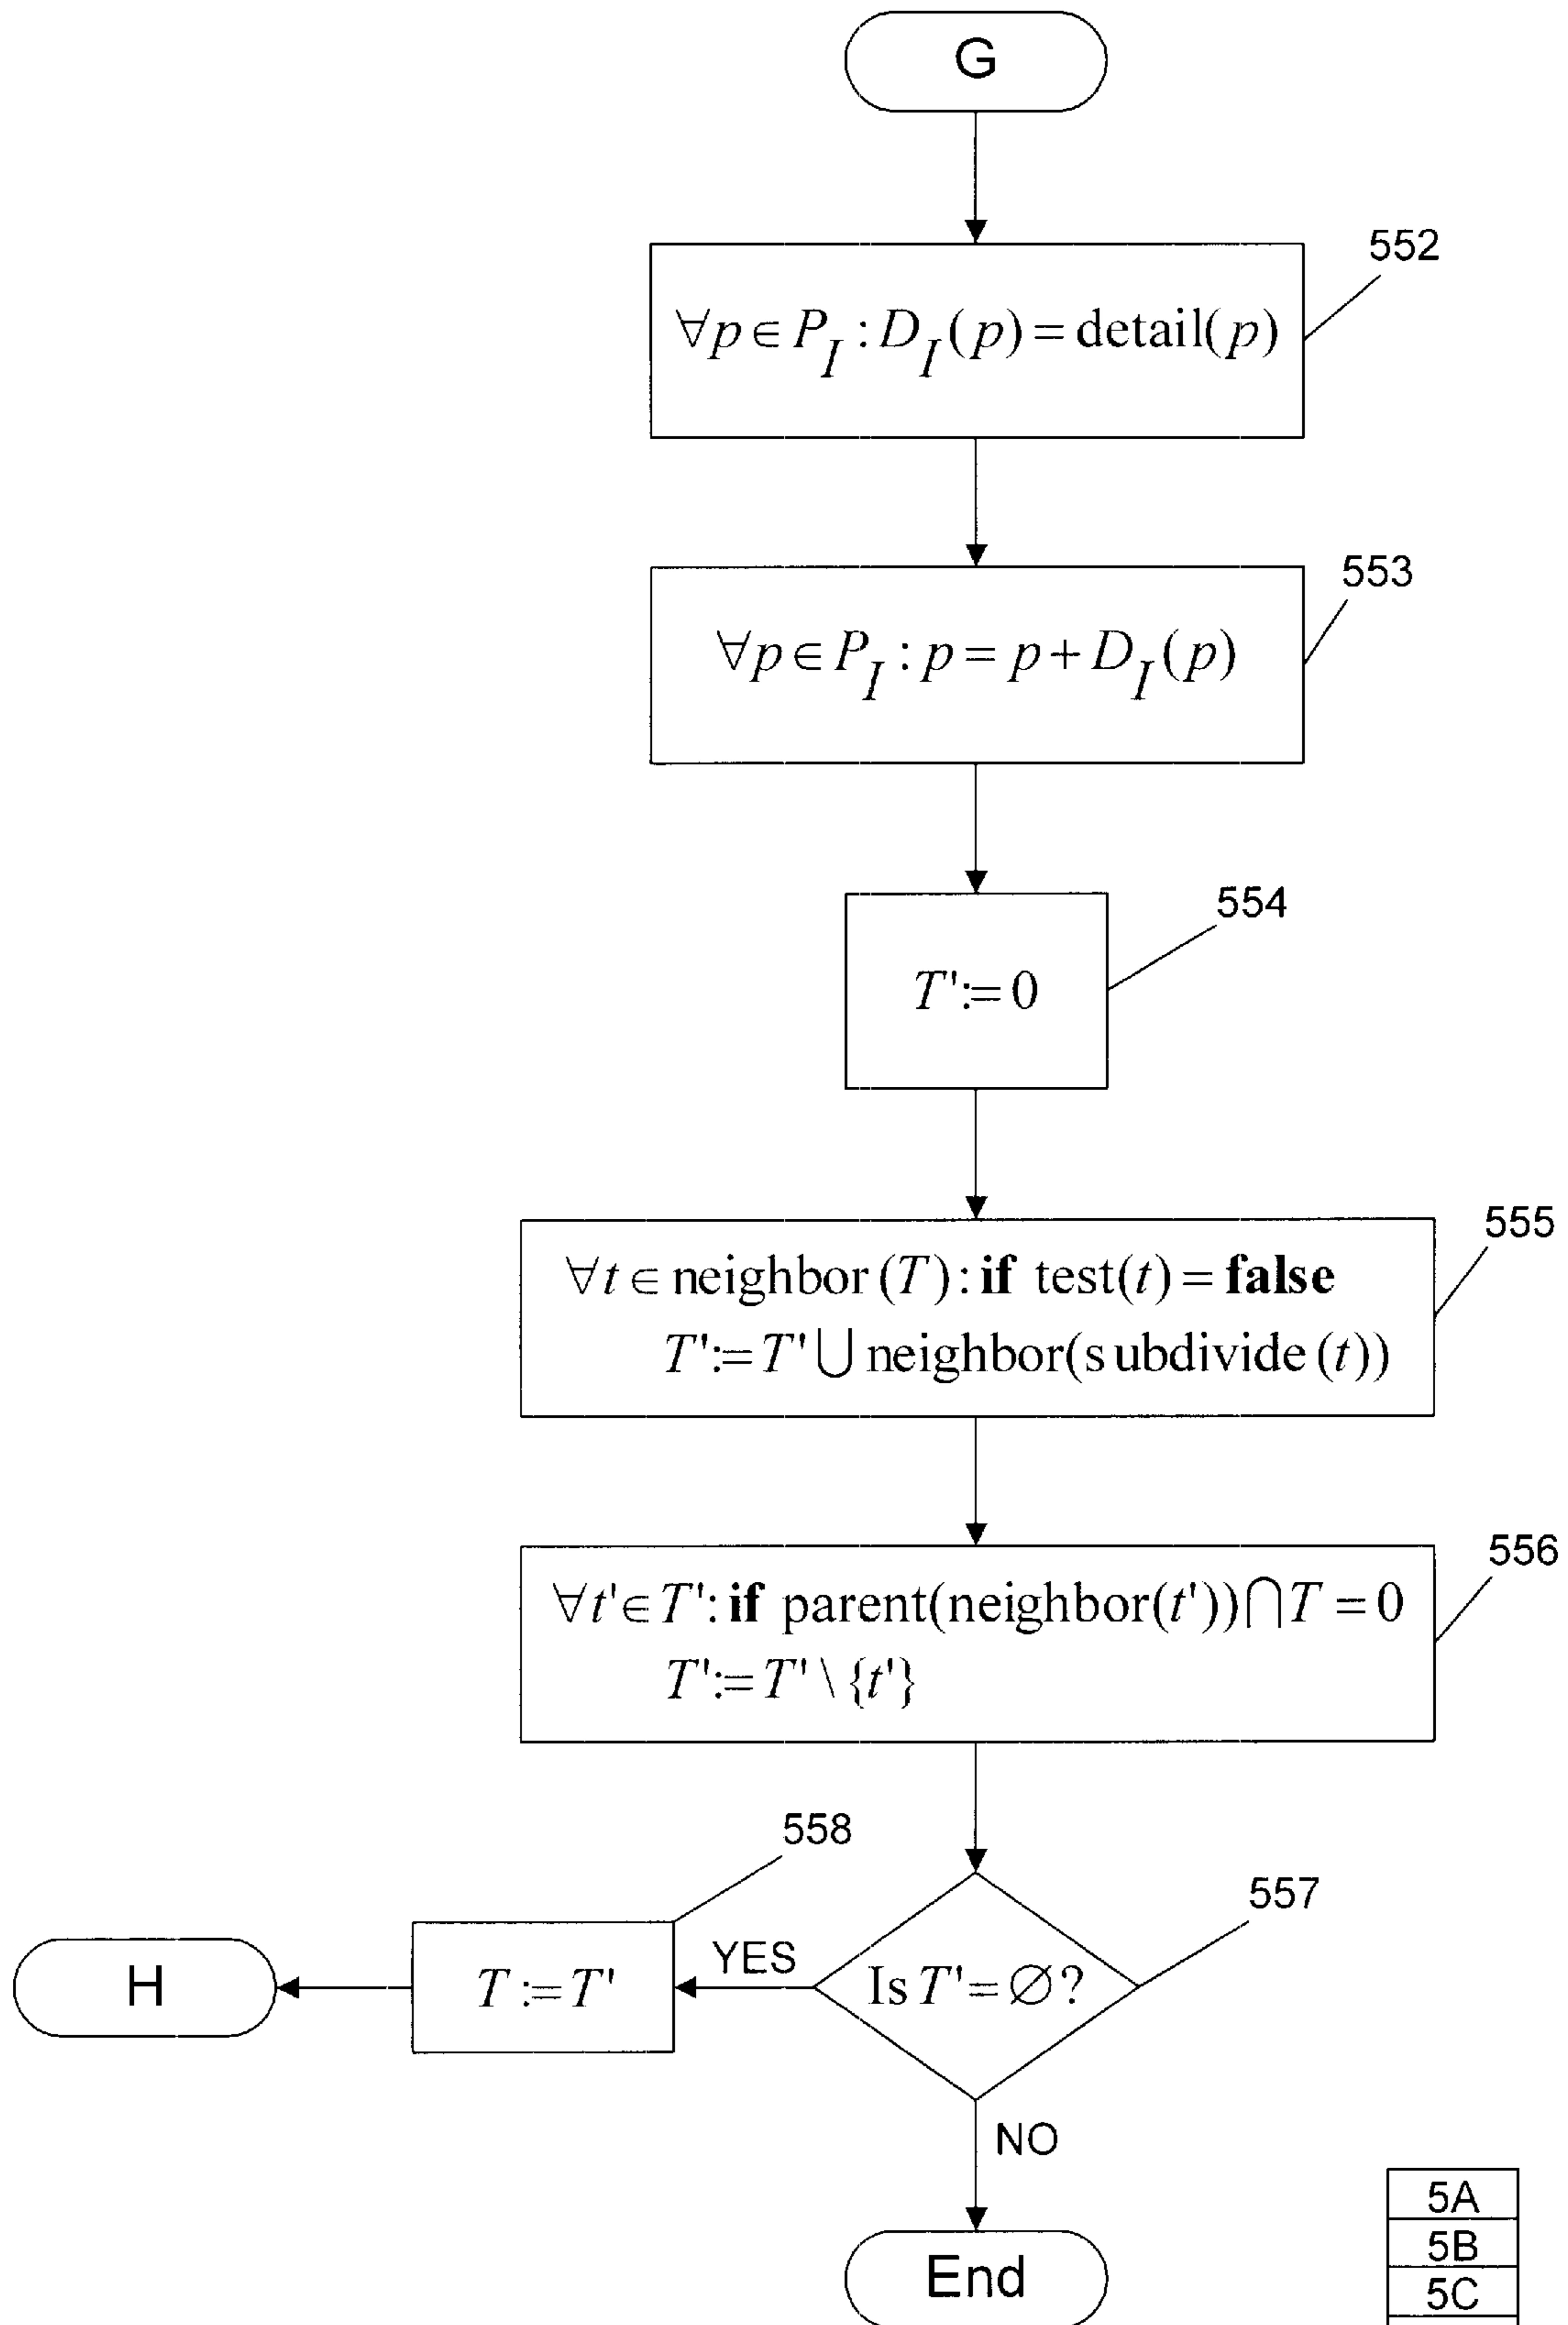 G
552
∀p ∈ P_I : D_I(p) = detail(p)
553
∀p ∈ P_I : p = p + D_I(p)
554
T' := 0
555
∀t ∈ neighbor (T) : if test(t) = false
T' := T' ⋃ neighbor(s ubdivide (t))
556
∀t' ∈ T' : if parent(neighbor(t')) ⋂ T = 0
T' := T' \ {t'}
558
557
H
T := T'
YES
Is T' = ∅ ?
NO
End
5A
5B
5C